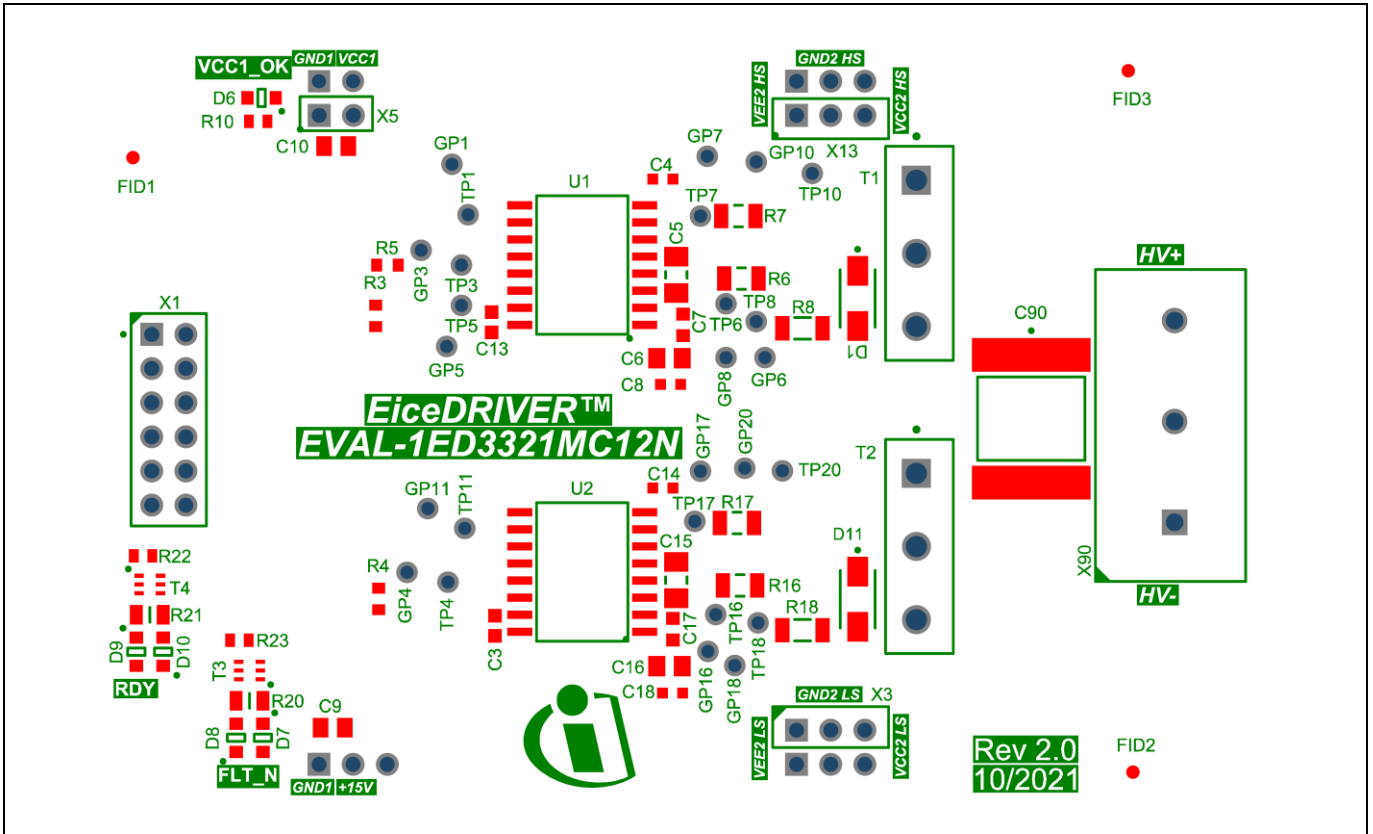 GND1 VCC1
VCC1_OK
D6
R10
X5
C10
FID1
GP1
TP1
U1
C4
GP7
GND2 HS
VEE2 HS
VCC2 HS
GP10
X13
TP10
TP7
R7
T1
FID3
R5
R3
GP3
TP3
TP5
GP5
C13
C5
R6
TP8
TP6
R8
C7
C6
C8
GP8
GP6
D1
C90
HV+
X1
EiceDRIVER™
EVAL-1ED3321MC12N
GP17
GP20
TP20
T2
GP11
TP11
U2
C14
TP17
R17
C15
D11
X90
HV-
R22
T4
R21
D9
D10
RDY
R4
GP4
TP4
C3
R16
TP16
R18
C17
TP18
C16
GP16
GP18
C18
R23
T3
R20
D8
D7
FLT_N
C9
GND1 +15V
GND2 LS
X3
VEE2 LS
VCC2 LS
Rev 2.0
10/2021
FID2